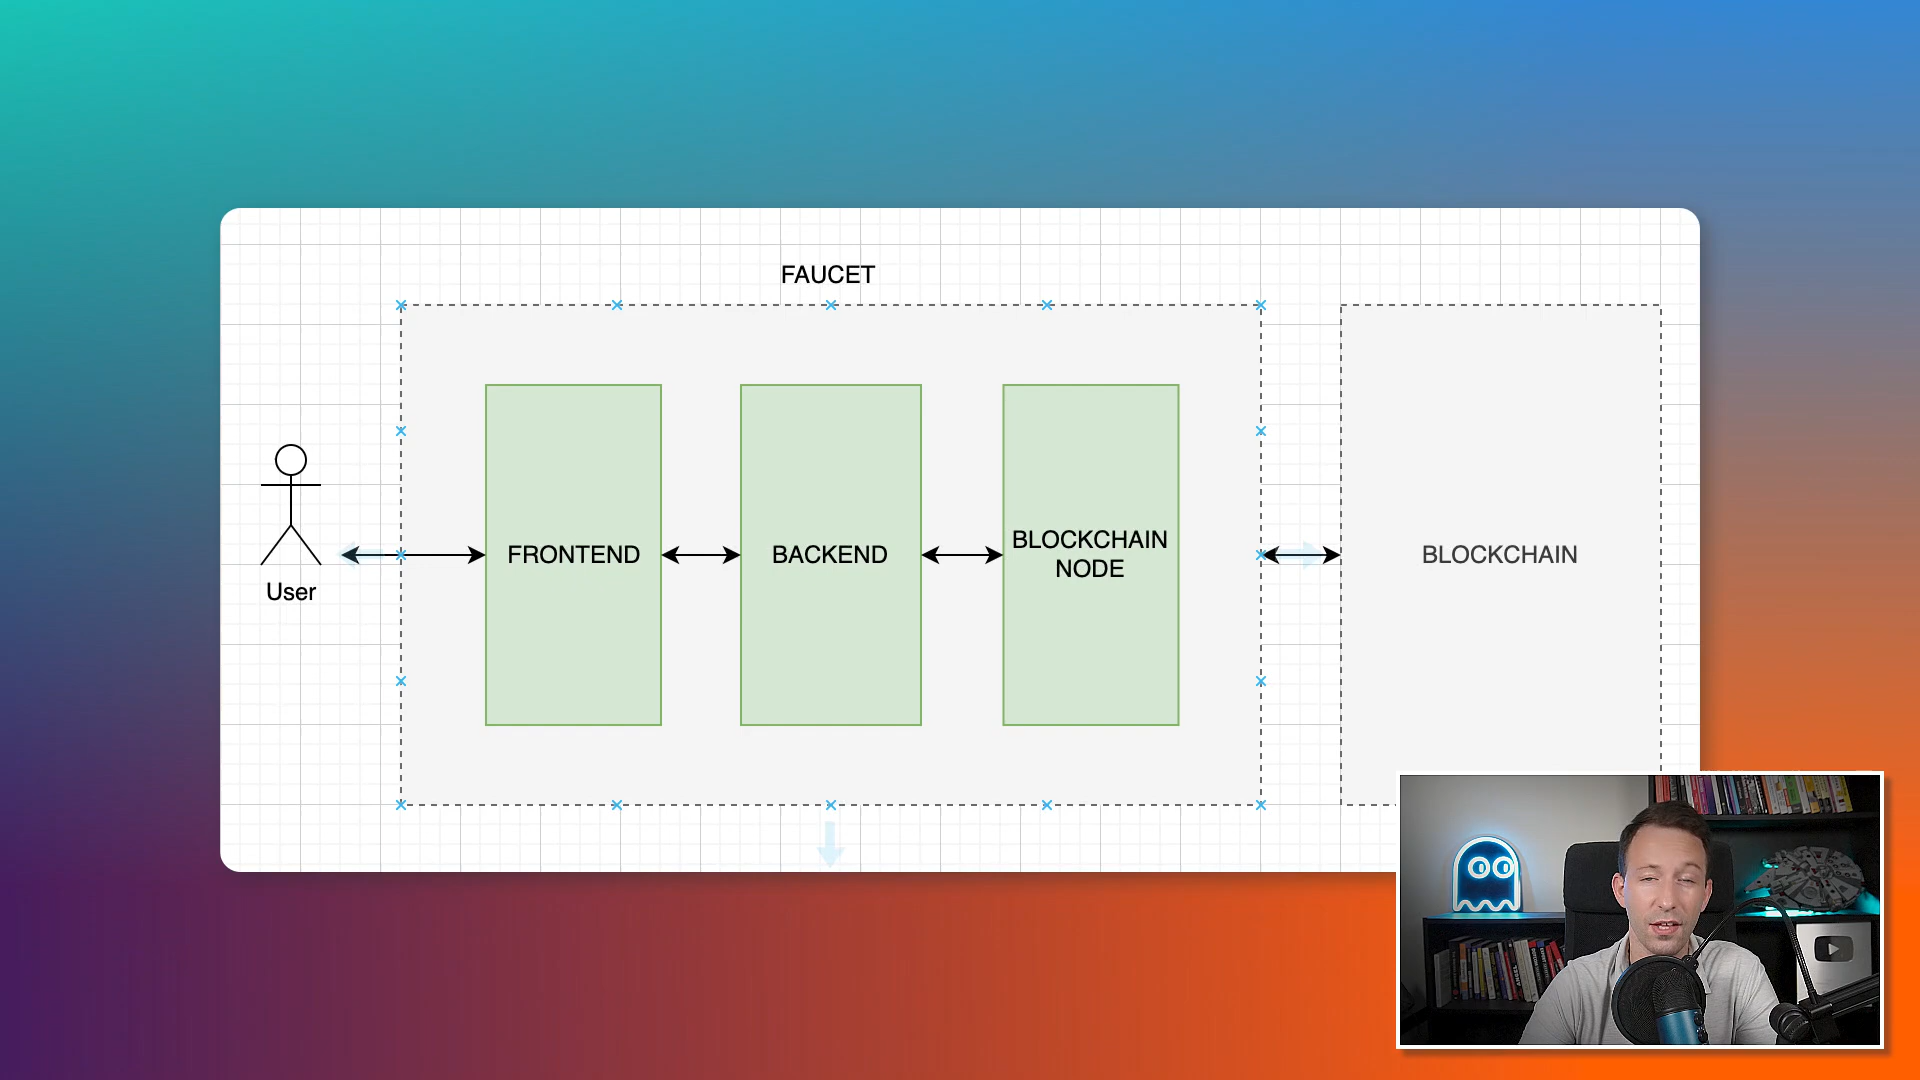 FAUCET
User
FRONTEND
BACKEND
BLOCKCHAIN
NODE
BLOCKCHAIN